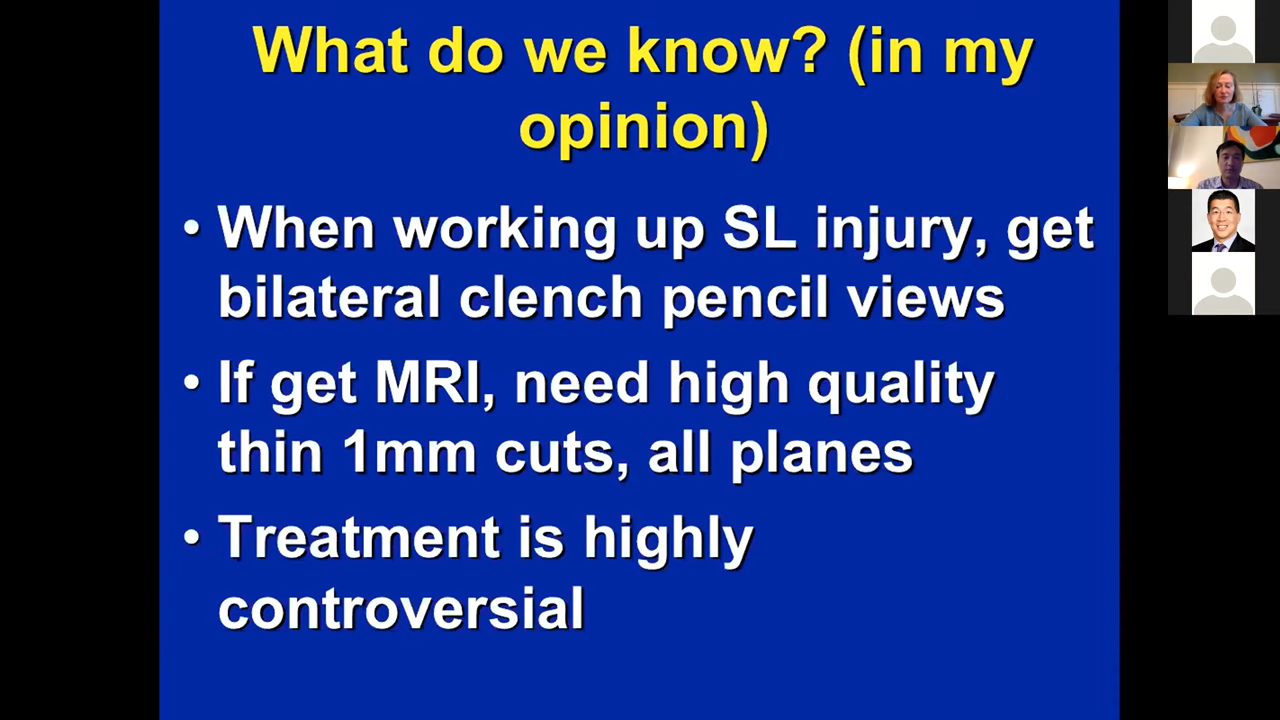 What do we know? (in my
opinion)
• When working up SL injury, get
bilateral clench pencil views
• If get MRI, need high quality
thin 1mm cuts, all planes
• Treatment is highly
controversial